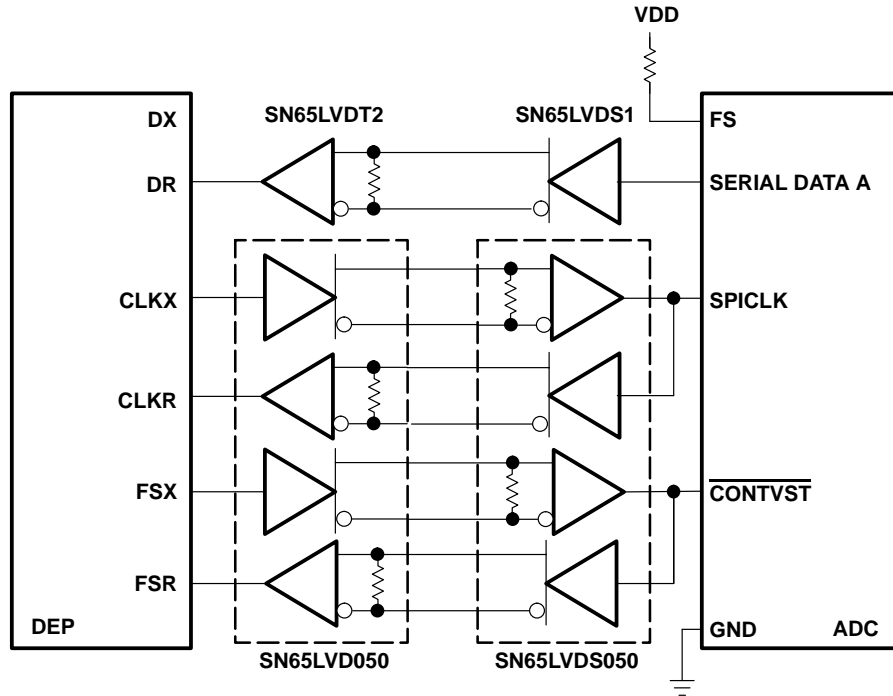 VDD
SN65LVDT2
SN65LVDS1
DX
FS
DR
SERIAL DATA A
CLKX
SPICLK
CLKR
FSX
CONTVST
FSR
DEP
GND
ADC
SN65LVD050
SN65LVDS050